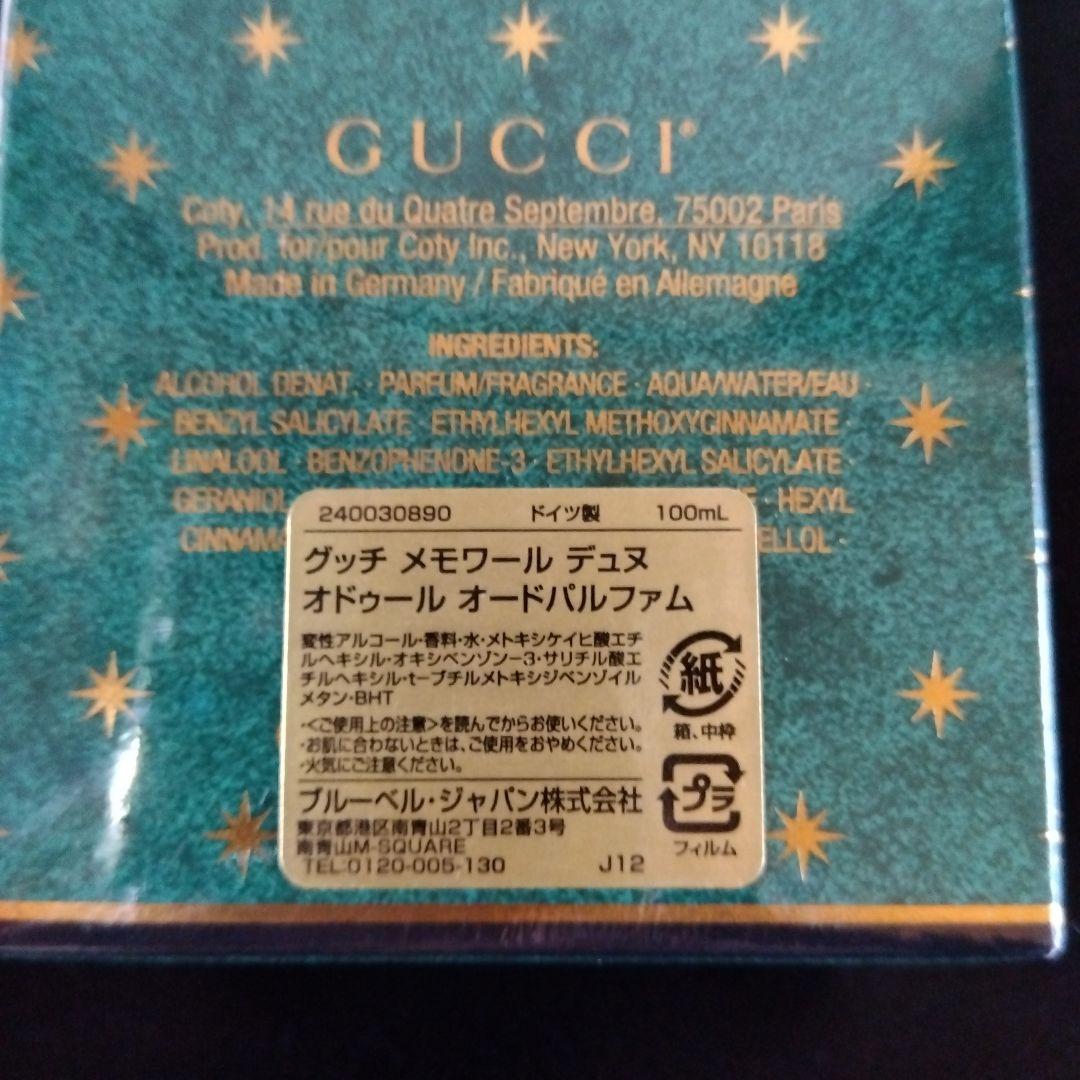 GUCCI®
Coty, 14 rue du Quatre Septembre, 75002 Paris
Prod. for/pour Coty Inc., New York, NY 10118
Made in Germany / Fabriqué en Allemagne
INGREDIENTS:
ALCOHOL DENAT. · PARFUM/FRAGRANCE · AQUA/WATER/EAU ·
BENZYL SALICYLATE · ETHYLHEXYL METHOXYCINNAMATE ·
LINALOOL · BENZOPHENONE-3 · ETHYLHEXYL SALICYLATE ·
GERANIOL · HEXYL
240030890 ドイツ製 100mL
グッチ メモワール デュヌ
オドゥール オードパルファム
変性アルコール・香料・水・メトキシケイヒ酸エチ
ルヘキシル・オキシベンゾン-3・サリチル酸エ
チルヘキシル・t-ブチルメトキシジベンゾイル
メタン・BHT
・<ご使用上の注意>を読んでからお使いください。
・お肌に合わないときは、ご使用をおやめください。
・火気にご注意ください。
紙
箱、中枠
ブルーベル・ジャパン株式会社
東京都港区南青山2丁目2番3号
南青山M-SQUARE
TEL:0120-005-130 J12
プラ
フィルム